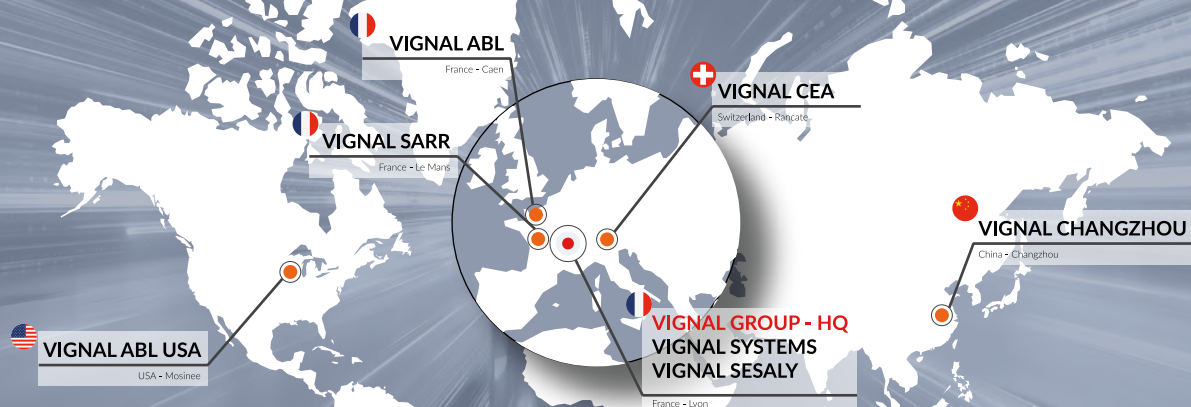 VIGNAL ABL
France - Caen
VIGNAL CEA
Switzerland - Rancate
VIGNAL SARR
France - Le Mans
VIGNAL CHANGZHOU
China - Changzhou
VIGNAL GROUP - HQ
VIGNAL SYSTEMS
VIGNAL SESALY
France - Lyon
VIGNAL ABL USA
USA - Mosinee